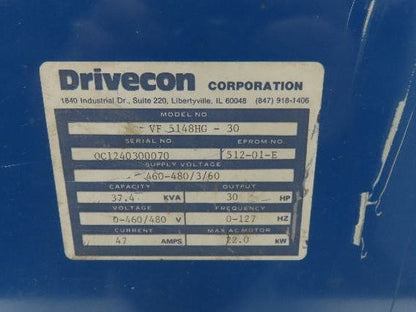 Drivecon CORPORATION
1840 Industrial Dr., Suite 220, Libertyville, IL 60048 (847) 918-1406
MODEL NO
VF 5148HG - 30
SERIAL NO. EPROM NO
QC1240300070 512-01-E
SUPPLY VOLTAGE
460-480/3/60
CAPACITY OUTPUT
37.4 KVA 30 HP
VOLTAGE FREQUENCY
0-460/480 V 0-127 HZ
CURRENT MAX AC MOTOR
47 AMPS 22.0 KW